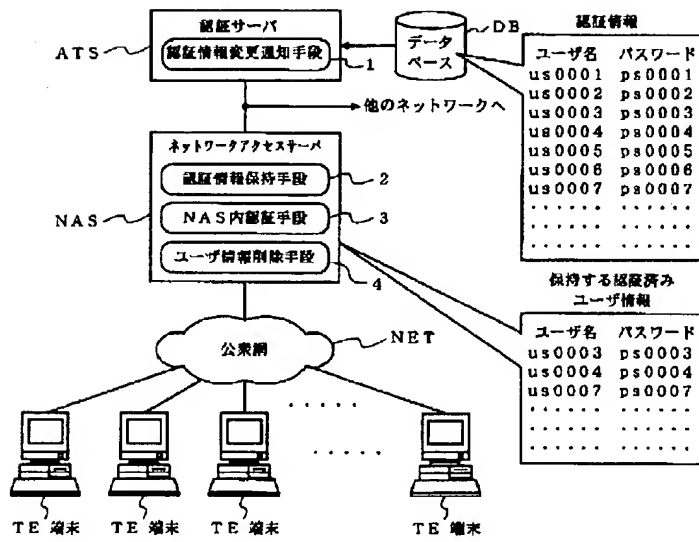 認証サーバ
ATS
認証情報変更通知手段
1
データ
ベース
DB
他のネットワークへ
ネットワークアクセスサーバ
NAS
認証情報保持手段
2
NAS内認証手段
3
ユーザ情報削除手段
4
公衆網
NET
TE 端末
TE 端末
TE 端末
TE 端末
認証情報
ユーザ名 パスワード
us0001 ps0001
us0002 ps0002
us0003 ps0003
us0004 ps0004
us0005 ps0005
us0006 ps0006
us0007 ps0007
保持する認証済み
ユーザ情報
ユーザ名 パスワード
us0003 ps0003
us0004 ps0004
us0007 ps0007